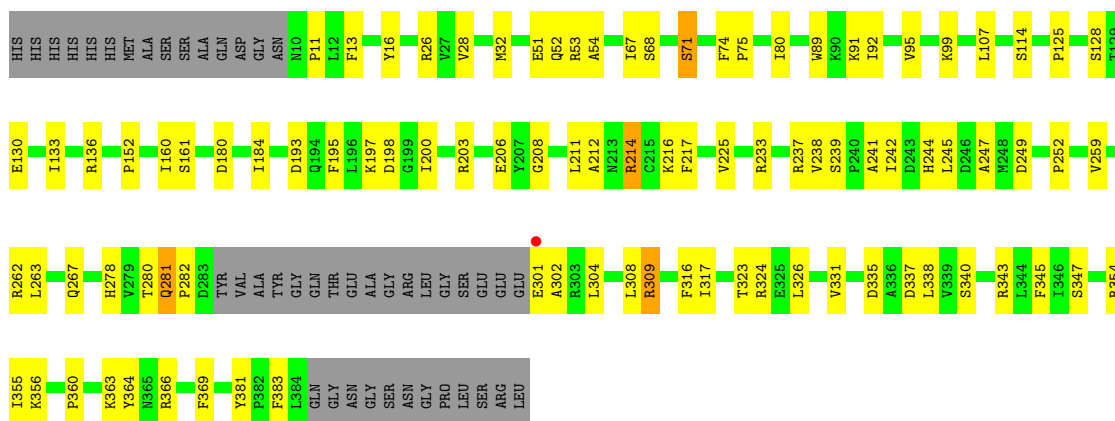 HIS HIS HIS HIS HIS HIS MET ALA SER SER ALA GLN ASP GLY ASN N10 P11 L12 F13 Y16 R26 V27 V28 M32 E51 Q52 R53 A54 I67 S68 S71 F74 P75 I80 W89 K90 K91 I92 V95 K99 L107 S114 P125 S128 T129
E130 I133 R136 P152 I160 S161 D180 I184 D193 Q194 F195 L196 K197 D198 G199 I200 R203 E206 Y207 G208 L211 A212 N213 R214 C215 K216 F217 V225 R233 R237 V238 S239 P240 A241 I242 D243 H244 L245 D246 A247 M248 D249 P252 V259
R262 L263 Q267 H278 V279 T280 Q281 P282 D283 TYR VAL ALA TYR GLY GLN THR GLU ALA GLY ARG LEU GLY SER GLU GLU GLU E301 A302 R303 L304 L308 R309 F316 I317 T323 R324 E325 L326 V331 D335 A336 D337 L338 V339 S340 R343 L344 F345 I346 S347 R354
I355 K356 P360 K363 Y364 N365 R366 F369 Y381 P382 F383 L384 GLN GLY ASN GLY SER ASN GLY PRO LEU SER ARG LEU